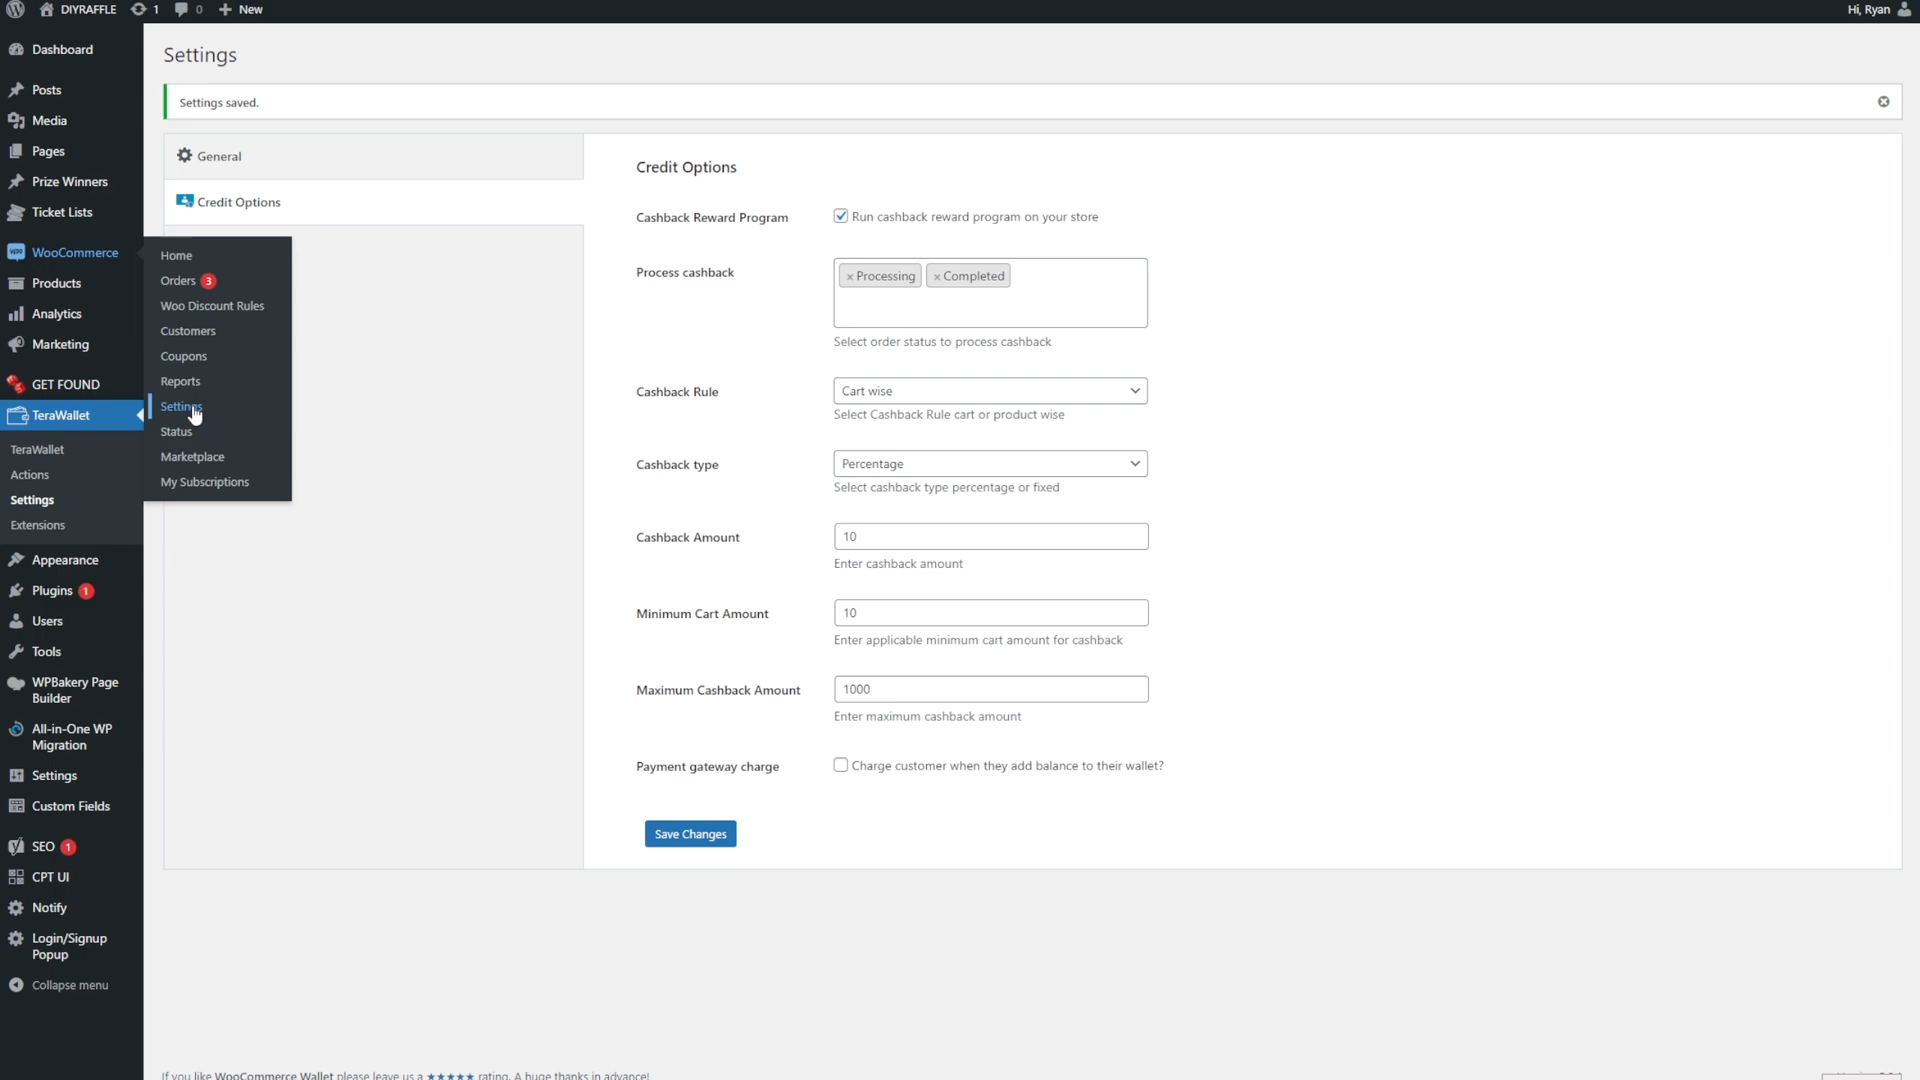 DIYRAFFLE 1 0 New Hi, Ryan
Dashboard
Posts
Media
Pages
Prize Winners
Ticket Lists
WooCommerce
Products
Analytics
Marketing
GET FOUND
TeraWallet
TeraWallet
Actions
Settings
Extensions
Appearance
Plugins 1
Users
Tools
WPBakery Page
Builder
All-in-One WP
Migration
Settings
Custom Fields
SEO 1
CPT UI
Notify
Login/Signup
Popup
Collapse menu
Home
Orders 3
Woo Discount Rules
Customers
Coupons
Reports
Settings
Status
Marketplace
My Subscriptions
Settings
Settings saved.
General
Credit Options
Credit Options
Cashback Reward Program Run cashback reward program on your store
Process cashback × Processing × Completed
Select order status to process cashback
Cashback Rule Cart wise
Select Cashback Rule cart or product wise
Cashback type Percentage
Select cashback type percentage or fixed
Cashback Amount 10
Enter cashback amount
Minimum Cart Amount 10
Enter applicable minimum cart amount for cashback
Maximum Cashback Amount 1000
Enter maximum cashback amount
Payment gateway charge Charge customer when they add balance to their wallet?
Save Changes
If you like WooCommerce Wallet please leave us a ★★★★★ rating. A huge thanks in advance!